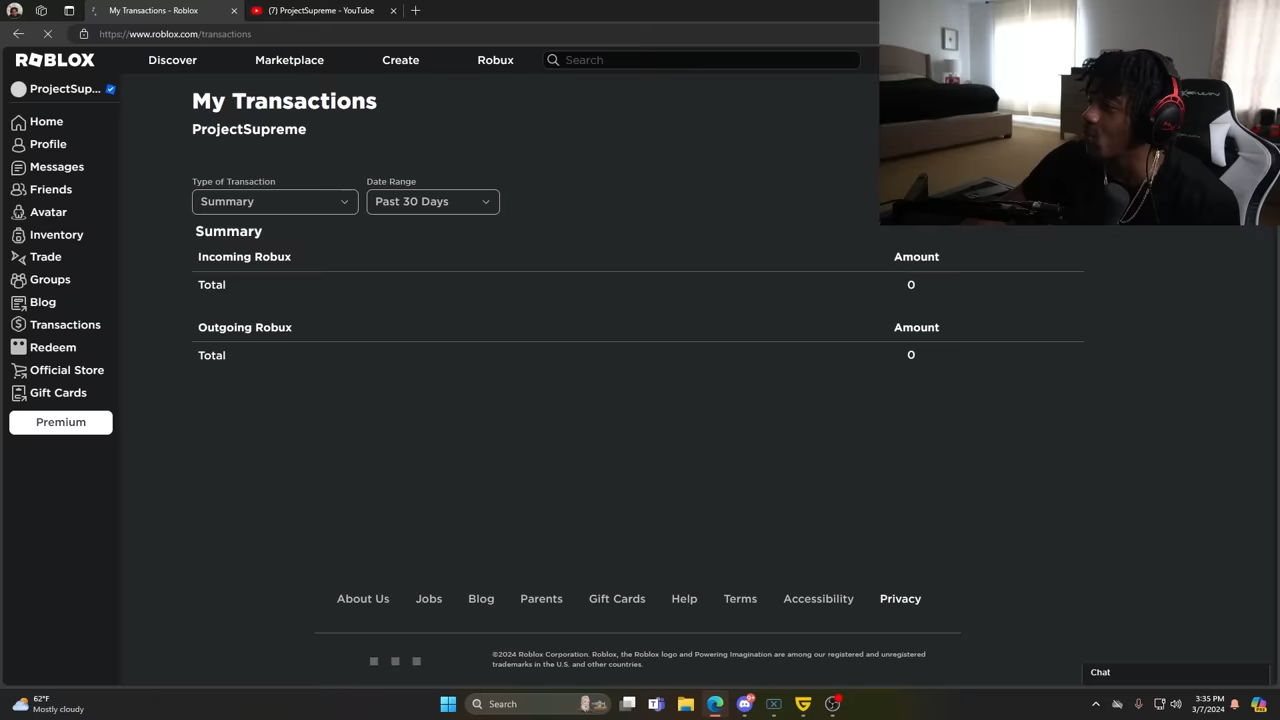 My Transactions - Roblox
(7) ProjectSupreme - YouTube
https://www.roblox.com/transactions
ROBLOX
Discover
Marketplace
Create
Robux
Search
ProjectSup...
Home
Profile
Messages
Friends
Avatar
Inventory
Trade
Groups
Blog
Transactions
Redeem
Official Store
Gift Cards
Premium
My Transactions
ProjectSupreme
Type of Transaction
Date Range
Summary
Past 30 Days
Summary
Incoming Robux Amount
Total 0
Outgoing Robux Amount
Total 0
About Us Jobs Blog Parents Gift Cards Help Terms Accessibility Privacy
©2024 Roblox Corporation. Roblox, the Roblox logo and Powering Imagination are among our registered and unregistered
trademarks in the U.S. and other countries.
Chat
62°F
Mostly cloudy
Search
3:35 PM
3/7/2024